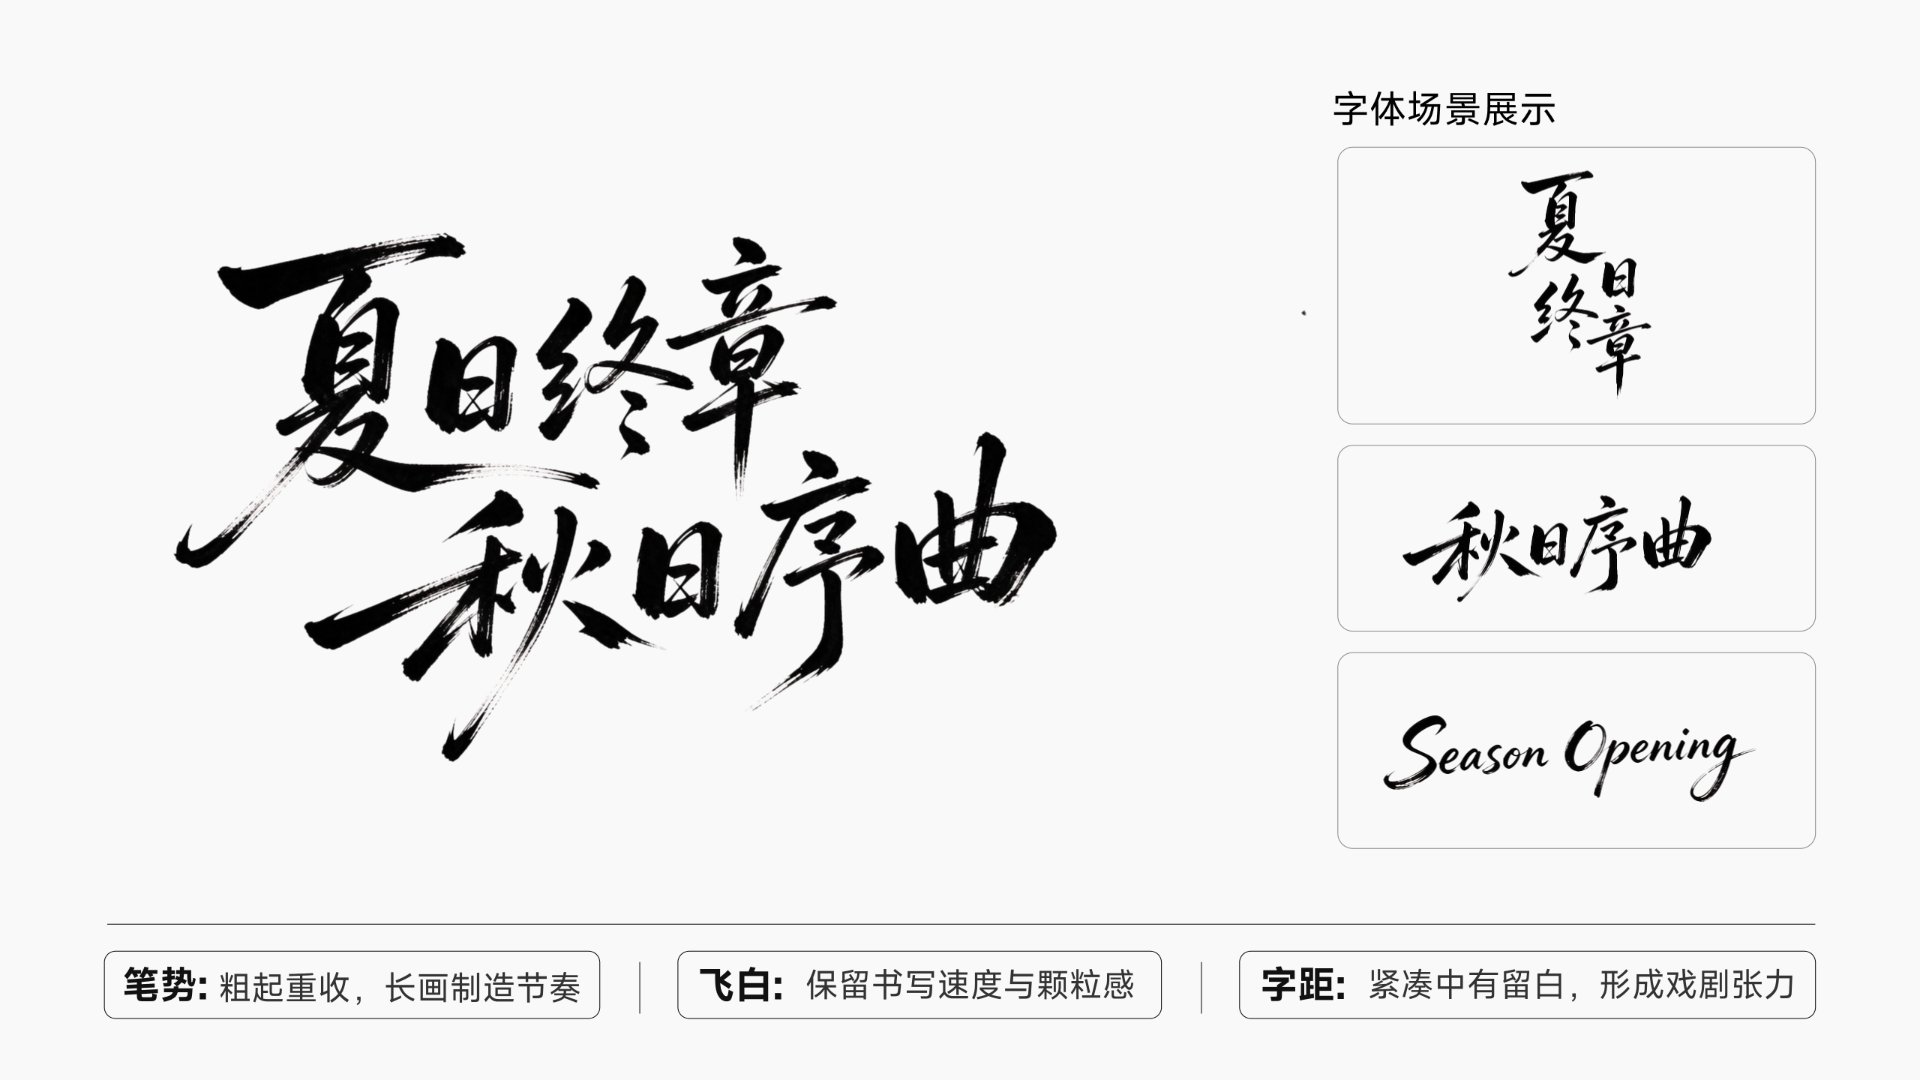 夏日终章
秋日序曲
字体场景展示
夏日
终章
秋日序曲
Season Opening
笔势: 粗起重收，长画制造节奏
飞白: 保留书写速度与颗粒感
字距: 紧凑中有留白，形成戏剧张力